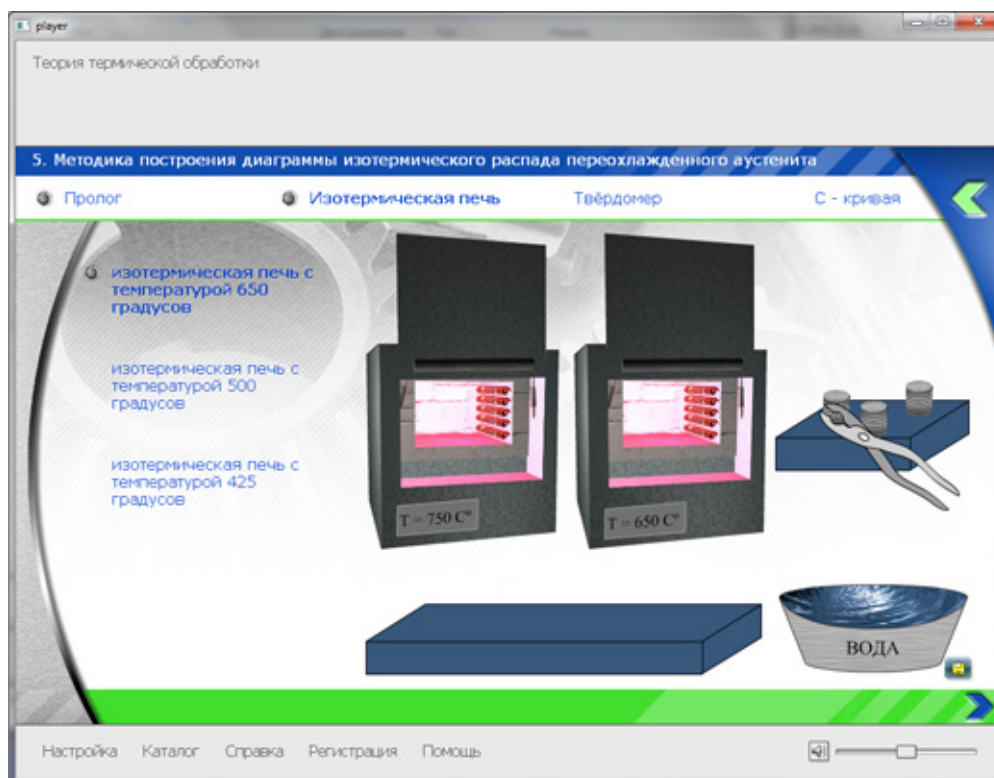 player
Теория термической обработки
5. Методика построения диаграммы изотермического распада переохлажденного аустенита
Пролог
Изотермическая печь
Твёрдомер
С - кривая
изотермическая печь с
температурой 650
градусов
изотермическая печь с
температурой 500
градусов
изотермическая печь с
температурой 425
градусов
T = 750 C°
T = 650 C°
ВОДА
Настройка
Каталог
Справка
Регистрация
Помощь